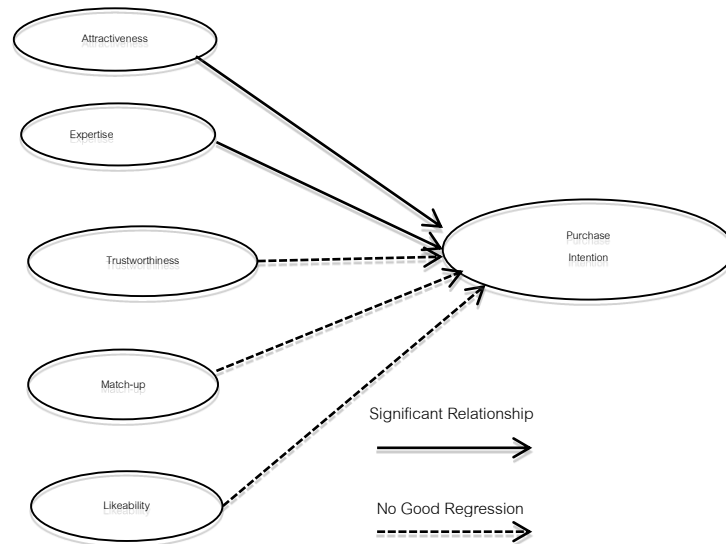 Attractiveness
Expertise
Trustworthiness
Match-up
Likeability
Purchase
Intention
Significant Relationship
No Good Regression